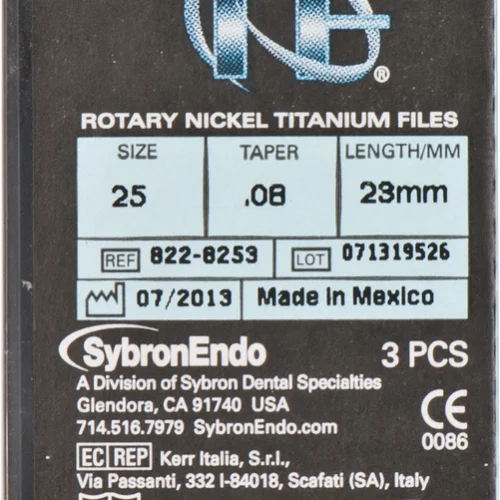 ®
ROTARY NICKEL TITANIUM FILES
SIZE TAPER LENGTH/MM
25 .08 23mm
REF 822-8253 LOT 071319526
07/2013 Made in Mexico
SybronEndo 3 PCS
A Division of Sybron Dental Specialties
Glendora, CA 91740 USA
714.516.7979 SybronEndo.com
CE
0086
EC REP Kerr Italia, S.r.l.,
Via Passanti, 332 I-84018, Scafati (SA), Italy